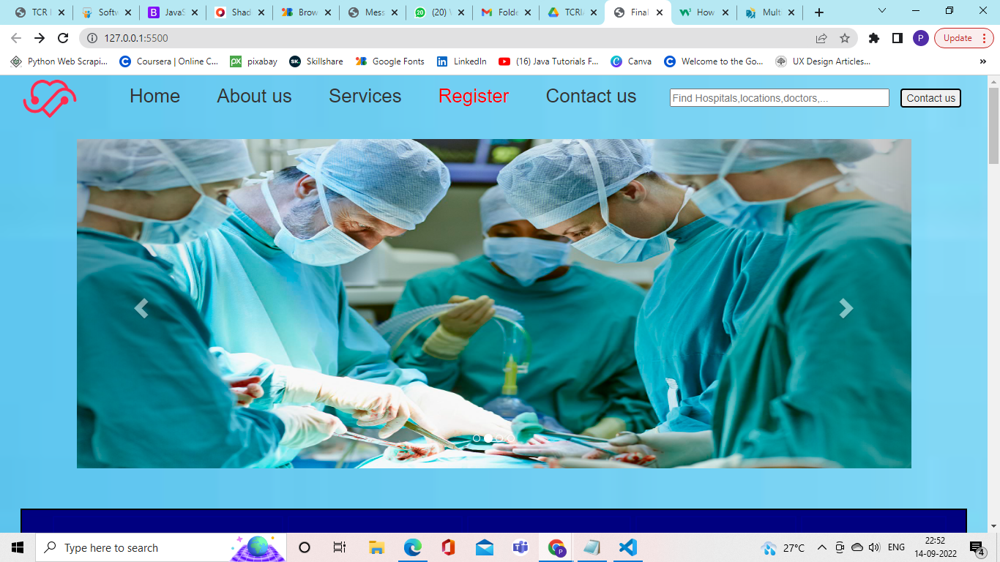 TCR
Softw
JavaS
Shad
Brow
Mess
(20)
Folde
Final
How
Mult
127.0.0.1:5500
P
Update
Python Web Scrapi...
Coursera | Online C...
pixabay
Skillshare
Google Fonts
LinkedIn
(16) Java Tutorials F...
Canva
Welcome to the Go...
UX Design Articles...
Home
About us
Services
Register
Contact us
Find Hospitals,locations,doctors,...
Contact us
Type here to search
27°C
ENG
22:52
14-09-2022
4